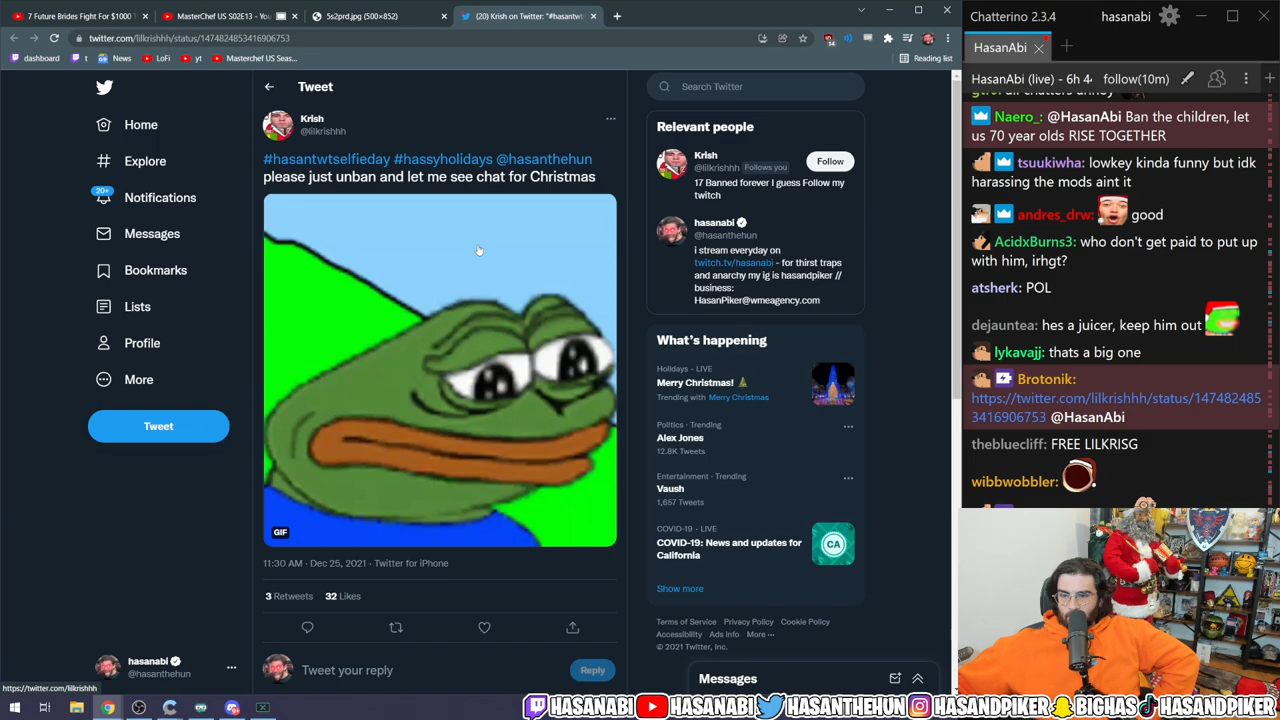 7 Future Brides Fight For $1000
MasterChef US S02E13 - You
5s2prd.jpg (500×852)
(20) Krish on Twitter: "#hasantw
twitter.com/lilkrishhh/status/1474824853416906753
14
dashboard
t
News
LoFi
yt
Masterchef US Seas...
Reading list
Home
Explore
20+
Notifications
Messages
Bookmarks
Lists
Profile
More
Tweet
hasanabi
@hasanthehun
https://twitter.com/lilkrishhh
Tweet
Krish
@lilkrishhh
#hasantwtselfieday #hassyholidays @hasanthehun
please just unban and let me see chat for Christmas
GIF
11:30 AM · Dec 25, 2021 · Twitter for iPhone
3 Retweets 32 Likes
Tweet your reply
Reply
Search Twitter
Relevant people
Krish
@lilkrishhh Follows you
Follow
17 Banned forever I guess Follow my
twitch
hasanabi
@hasanthehun
i stream everyday on
twitch.tv/hasanabi - for thirst traps
and anarchy my ig is hasandpiker //
business:
HasanPiker@wmeagency.com
What's happening
Holidays · LIVE
Merry Christmas!
Trending with Merry Christmas
Politics · Trending
Alex Jones
12.8K Tweets
Entertainment · Trending
Vaush
1,657 Tweets
COVID-19 · LIVE
COVID-19: News and updates for
California
CA
Show more
Terms of Service Privacy Policy Cookie Policy
Accessibility Ads info More ···
© 2021 Twitter, Inc.
Messages
Chatterino 2.3.4
hasanabi
HasanAbi
HasanAbi (live) - 6h 4
follow(10m)
Naero_: @HasanAbi Ban the children, let
us 70 year olds RISE TOGETHER
tsuukiwha: lowkey kinda funny but idk
harassing the mods aint it
andres_drw: good
AcidxBurns3: who don't get paid to put up
with him, irhgt?
atsherk: POL
dejauntea: hes a juicer, keep him out
lykavajj: thats a big one
Brotonik:
https://twitter.com/lilkrishhh/status/147482485
3416906753 @HasanAbi
thebluecliff: FREE LILKRISG
wibbwobbler:
HASANABI
HASANABI
HASANTHEHUN
HASANDPIKER
BIGHAS
HASANDPIKER